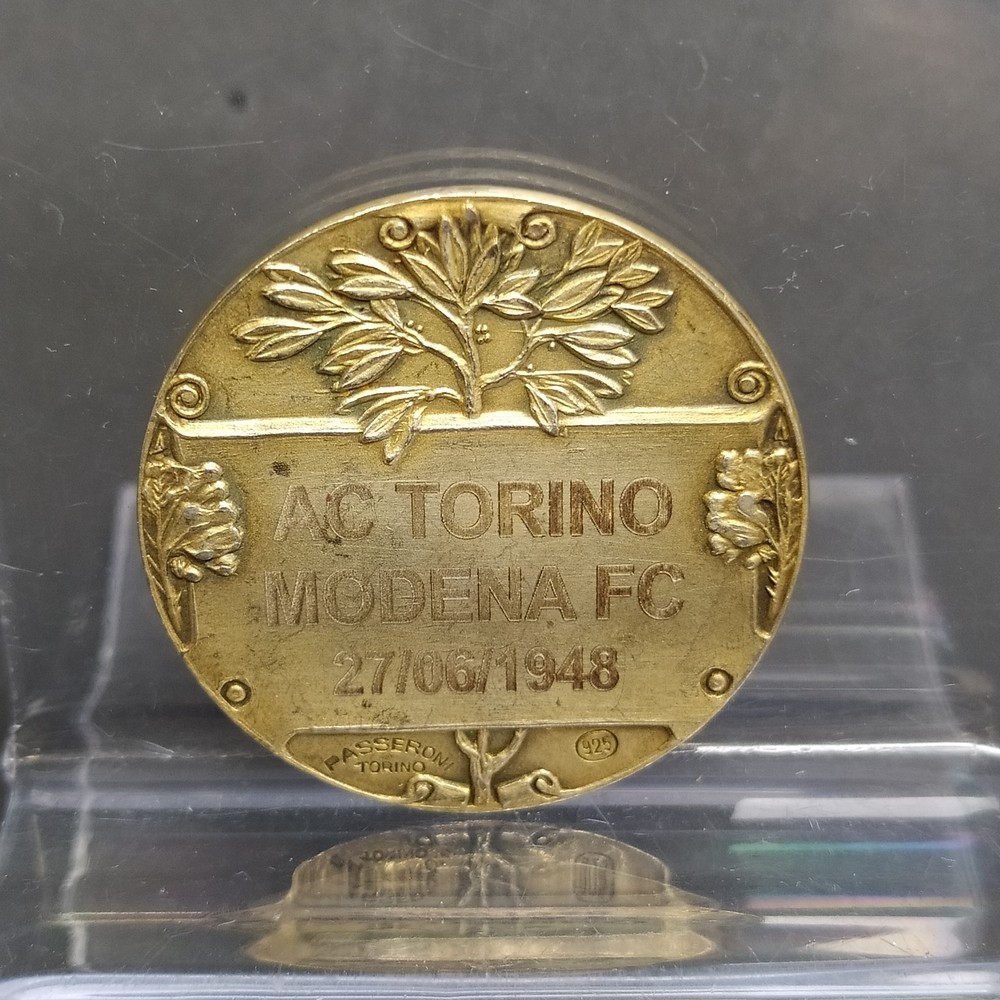 AC TORINO
MODENA FC
27/06/1948
PASSERONI
TORINO
925